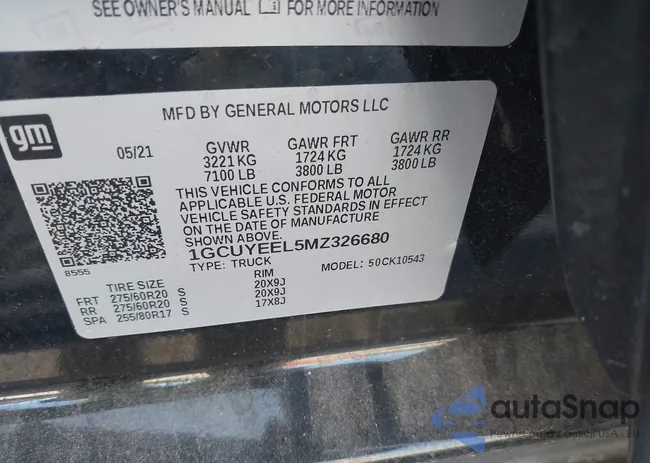 SEE OWNER'S MANUAL FOR MORE INFORMATION
MFD BY GENERAL MOTORS LLC
gm
05/21 GVWR GAWR FRT GAWR RR
3221 KG 1724 KG 1724 KG
7100 LB 3800 LB 3800 LB
THIS VEHICLE CONFORMS TO ALL
APPLICABLE U.S. FEDERAL MOTOR
VEHICLE SAFETY STANDARDS IN EFFECT
ON THE DATE OF MANUFACTURE
SHOWN ABOVE.
1GCUYEEL5MZ326680
8555
TYPE: TRUCK MODEL: 50CK10543
TIRE SIZE RIM
FRT 275/60R20 S 20X9J
RR 275/60R20 S 20X9J
SPA 255/80R17 S 17X8J
autoSnap